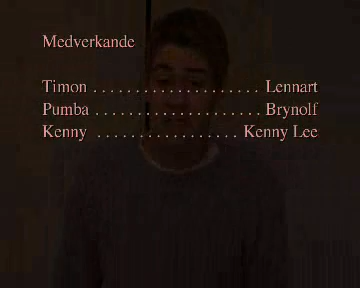 Medverkande
Timon . . . . . . . . . . . . . . . . . . . . Lennart
Pumba . . . . . . . . . . . . . . . . . . . . Brynolf
Kenny . . . . . . . . . . . . . . . . . Kenny Lee